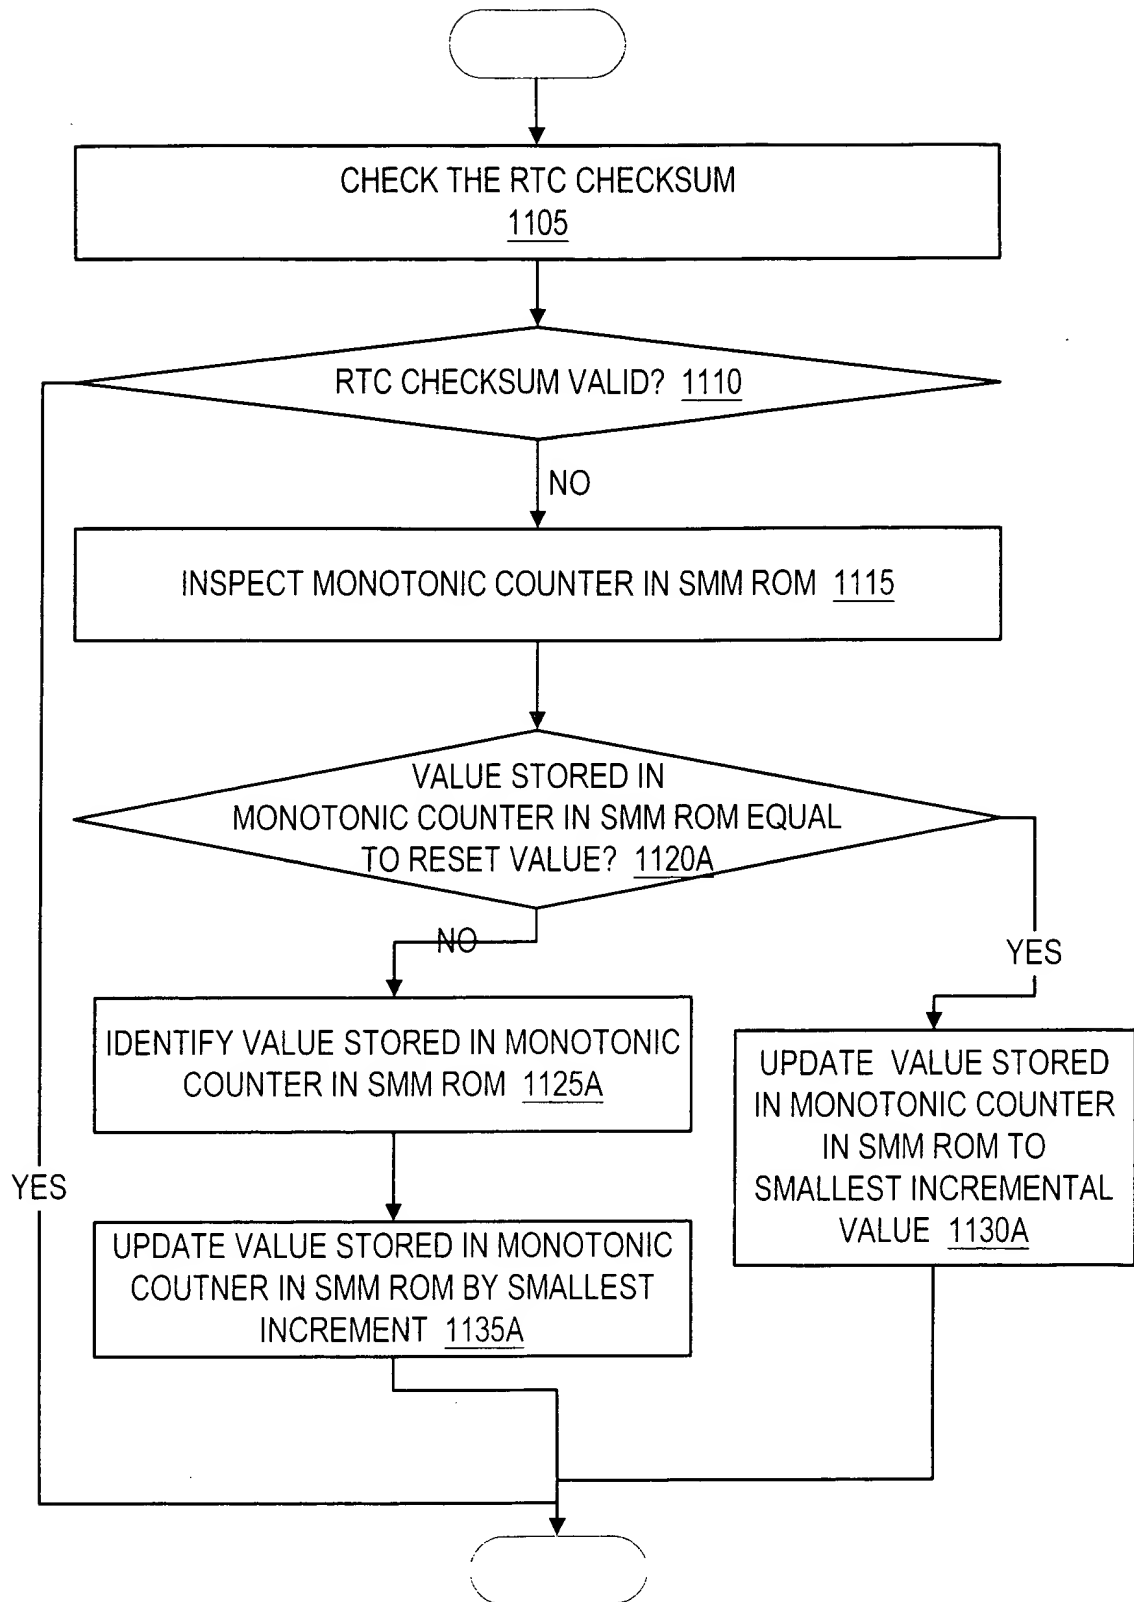 CHECK THE RTC CHECKSUM
1105
RTC CHECKSUM VALID? 1110
NO
INSPECT MONOTONIC COUNTER IN SMM ROM 1115
VALUE STORED IN
MONOTONIC COUNTER IN SMM ROM EQUAL
TO RESET VALUE? 1120A
NO
YES
IDENTIFY VALUE STORED IN MONOTONIC
COUNTER IN SMM ROM 1125A
UPDATE VALUE STORED
IN MONOTONIC COUNTER
IN SMM ROM TO
SMALLEST INCREMENTAL
VALUE 1130A
YES
UPDATE VALUE STORED IN MONOTONIC
COUTNER IN SMM ROM BY SMALLEST
INCREMENT 1135A